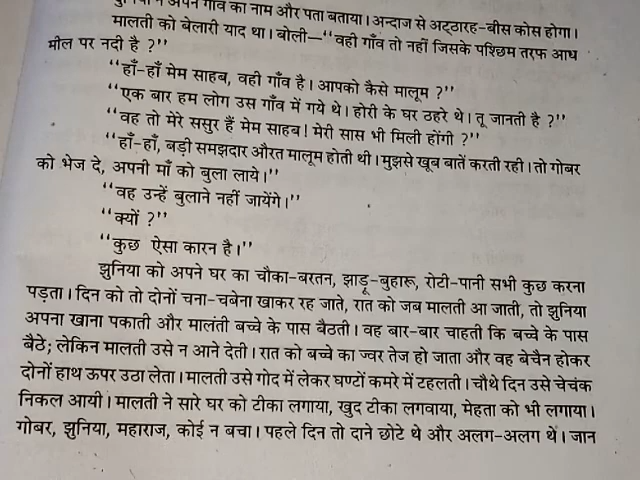 अपने गाँव का नाम और पता बताया। अन्दाज से अट्ठारह-बीस कोस होगा।
मालती को बेलारी याद था। बोली—“वही गाँव तो नहीं जिसके पश्छिम तरफ आध
मील पर नदी है ?”
“हाँ-हाँ मेम साहब, वही गाँव है। आपको कैसे मालूम ?”
“एक बार हम लोग उस गाँव में गये थे। होरी के घर ठहरे थे। तू जानती है ?”
“वह तो मेरे ससुर हैं मेम साहब! मेरी सास भी मिली होंगी ?”
“हाँ-हाँ, बड़ी समझदार औरत मालूम होती थी। मुझसे खूब बातें करती रही। तो गोबर
को भेज दे, अपनी माँ को बुला लाये।”
“वह उन्हें बुलाने नहीं जायेंगे।”
“क्यों ?”
“कुछ ऐसा कारन है।”
झुनिया को अपने घर का चौका-बरतन, झाड़ू-बुहारू, रोटी-पानी सभी कुछ करना
पड़ता। दिन को तो दोनों चना-चबेना खाकर रह जाते, रात को जब मालती आ जाती, तो झुनिया
अपना खाना पकाती और मालती बच्चे के पास बैठती। वह बार-बार चाहती कि बच्चे के पास
बैठे; लेकिन मालती उसे न आने देती। रात को बच्चे का ज्वर तेज हो जाता और वह बेचैन होकर
दोनों हाथ ऊपर उठा लेता। मालती उसे गोद में लेकर घण्टों कमरे में टहलती। चौथे दिन उसे चेचक
निकल आयी। मालती ने सारे घर को टीका लगाया, खुद टीका लगवाया, मेहता को भी लगाया।
गोबर, झुनिया, महाराज, कोई न बचा। पहले दिन तो दाने छोटे थे और अलग-अलग थे। जान